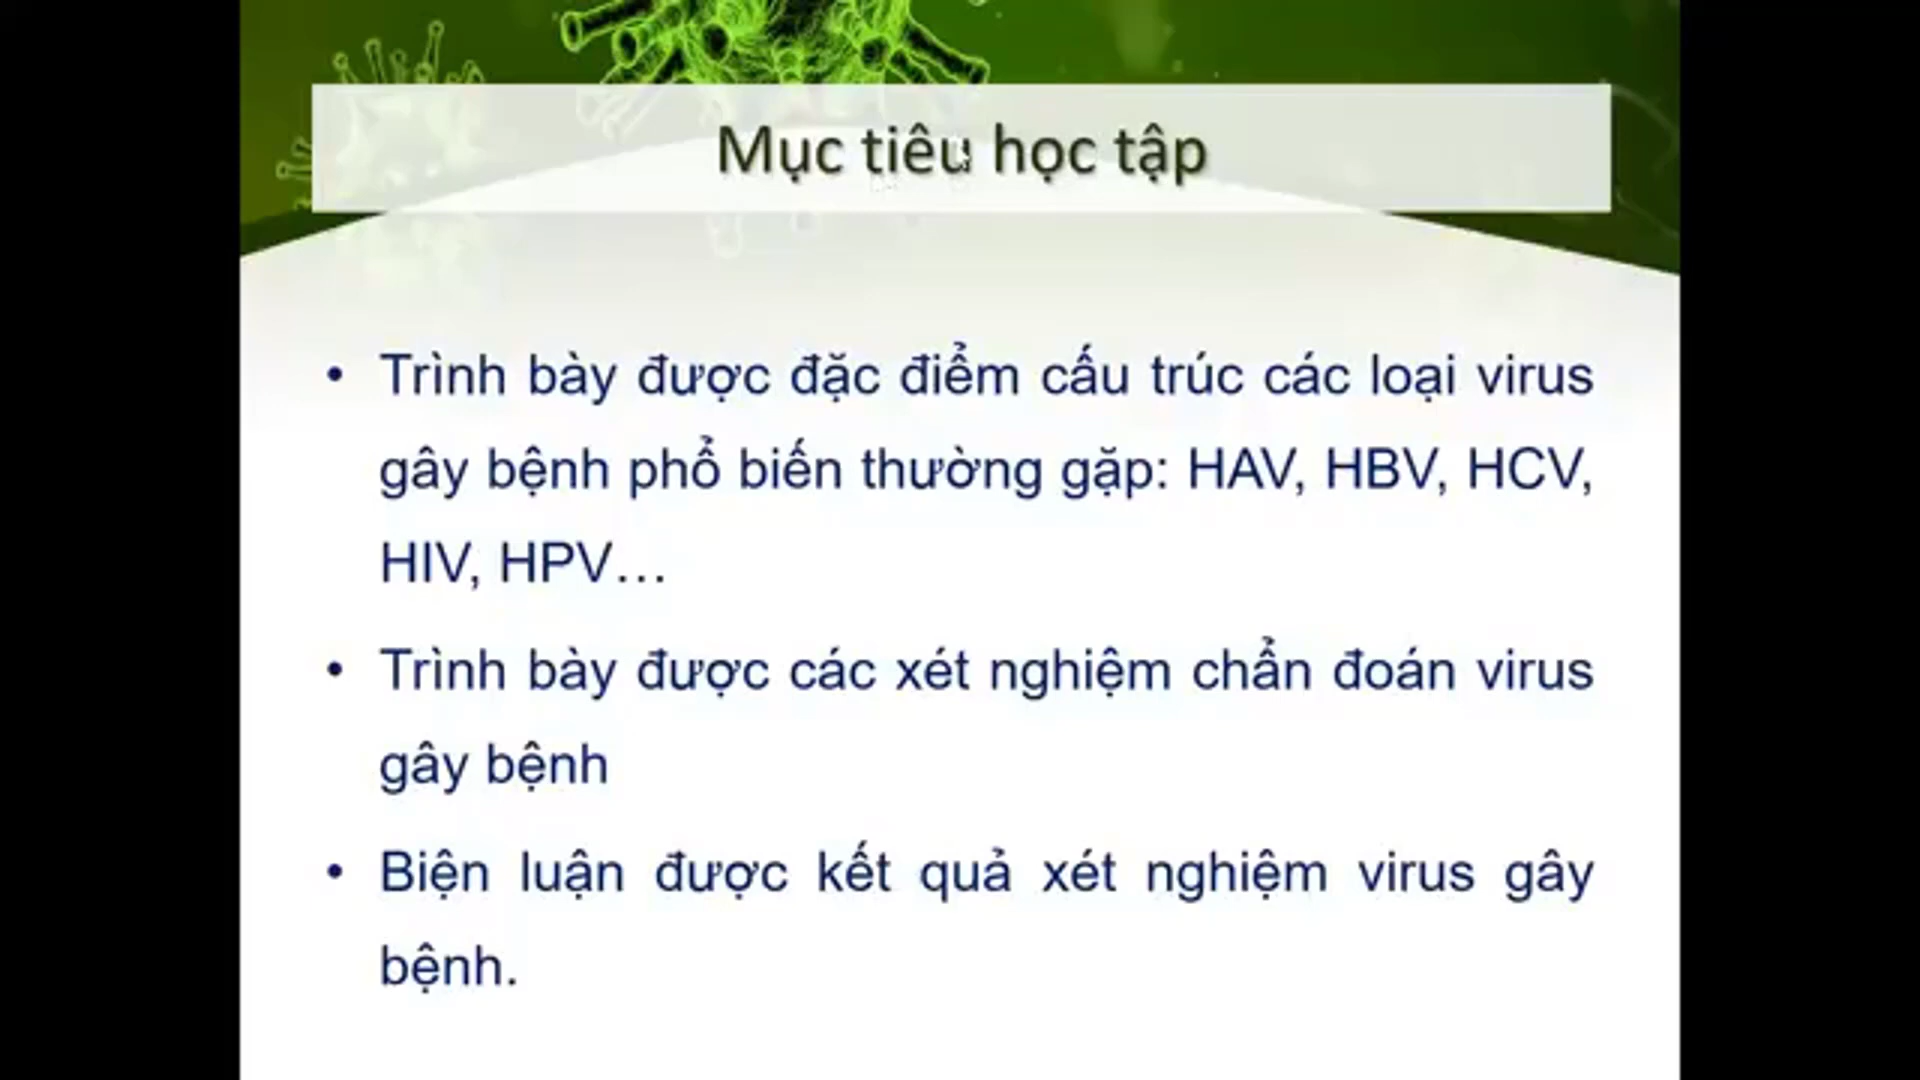 Mục tiêu học tập
• Trình bày được đặc điểm cấu trúc các loại virus
gây bệnh phổ biến thường gặp: HAV, HBV, HCV,
HIV, HPV…
• Trình bày được các xét nghiệm chẩn đoán virus
gây bệnh
• Biện luận được kết quả xét nghiệm virus gây
bệnh.